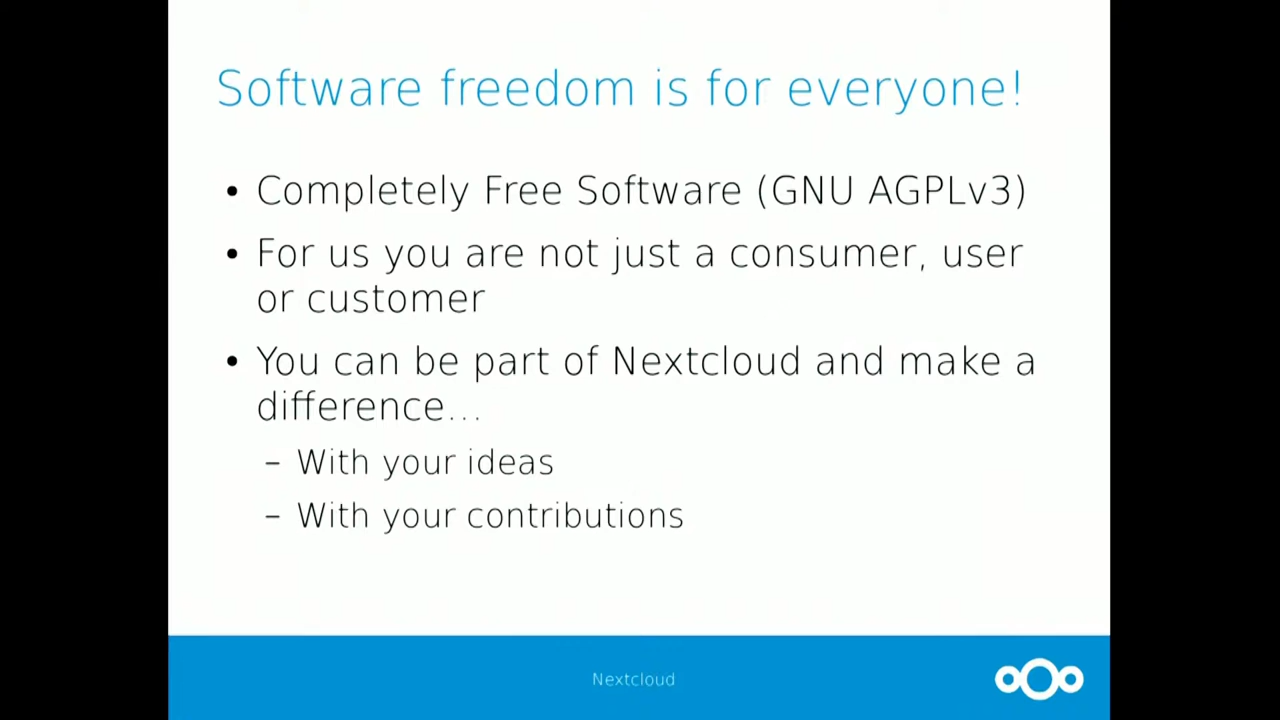 Software freedom is for everyone!
• Completely Free Software (GNU AGPLv3)
• For us you are not just a consumer, user
or customer
• You can be part of Nextcloud and make a
difference…
– With your ideas
– With your contributions
Nextcloud